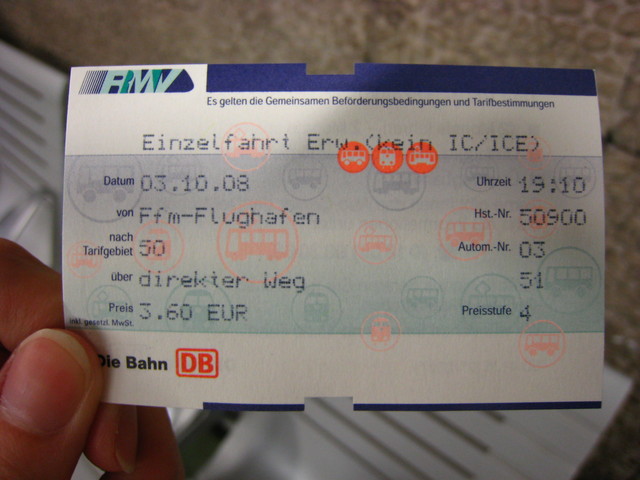 RMV
Es gelten die Gemeinsamen Beförderungsbedingungen und Tarifbestimmungen
Einzelfahrt Erw.(kein IC/ICE)
Datum 03.10.08 Uhrzeit 19:10
von Ffm-Flughafen Hst.-Nr. 50900
nach Tarifgebiet 50 Autom.-Nr. 03
über direkter Weg 51
Preis 3.60 EUR Preisstufe 4
inkl. gesetzl. MwSt.
Die Bahn DB